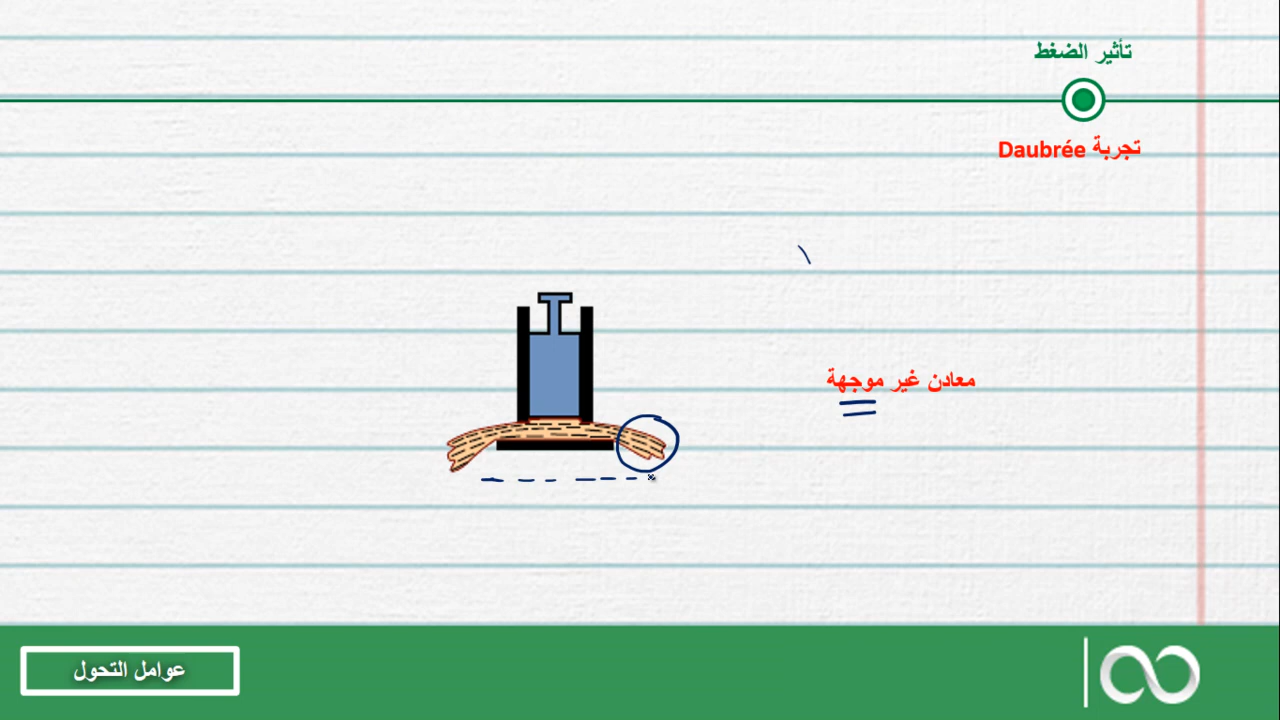 تأثير الضغط
تجربة Daubrée
معادن غير موجهة
عوامل التحول